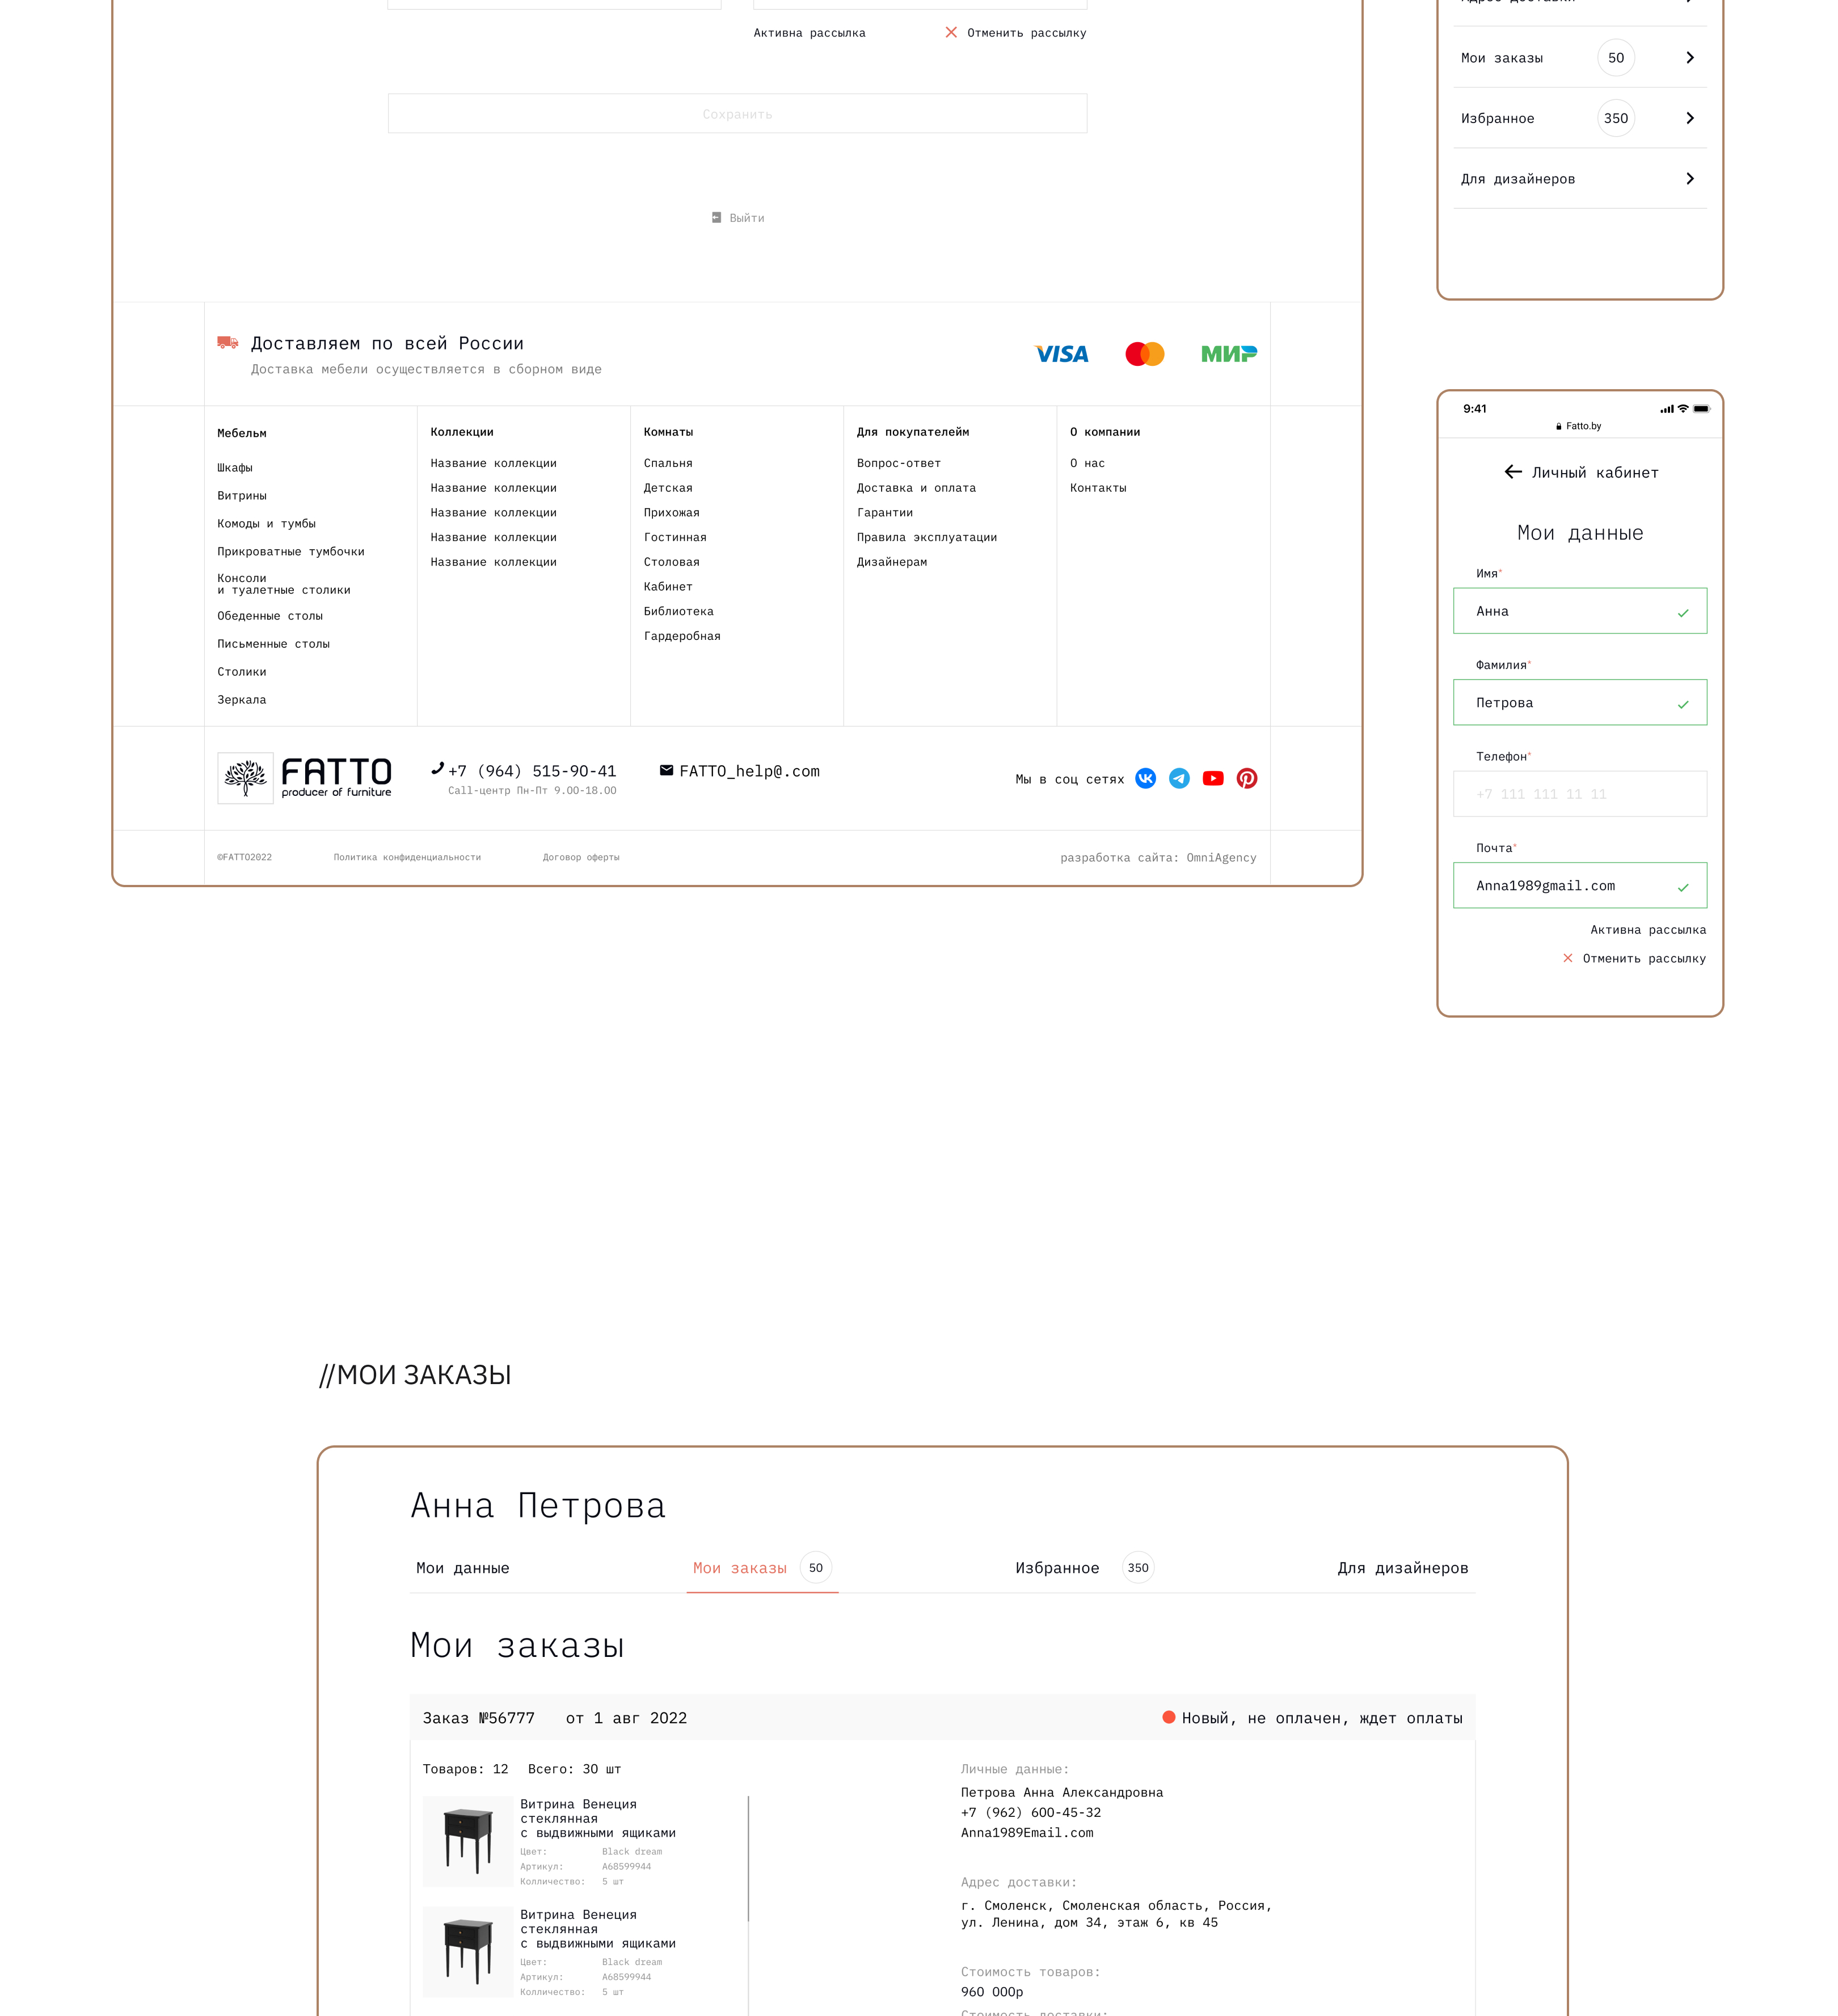 Активна рассылка
Отменить рассылку
Сохранить
Выйти
Доставляем по всей России
Доставка мебели осуществляется в сборном виде
VISA
МИР
Мебельм
Шкафы
Витрины
Комоды и тумбы
Прикроватные тумбочки
Консоли
и туалетные столики
Обеденные столы
Письменные столы
Столики
Зеркала
Коллекции
Название коллекции
Название коллекции
Название коллекции
Название коллекции
Название коллекции
Комнаты
Спальня
Детская
Прихожая
Гостинная
Столовая
Кабинет
Библиотека
Гардеробная
Для покупателейм
Вопрос-ответ
Доставка и оплата
Гарантии
Правила эксплуатации
Дизайнерам
О компании
О нас
Контакты
FATTO
producer of furniture
+7 (964) 515-90-41
Call-центр Пн-Пт 9.00-18.00
FATTO_help@.com
Мы в соц сетях
©FATTO2022
Политика конфиденциальности
Договор оферты
разработка сайта: OmniAgency
Адрес доставки
Мои заказы
50
Избранное
350
Для дизайнеров
9:41
Fatto.by
Личный кабинет
Мои данные
Имя*
Анна
Фамилия*
Петрова
Телефон*
+7 111 111 11 11
Почта*
Anna1989gmail.com
Активна рассылка
Отменить рассылку
//МОИ ЗАКАЗЫ
Анна Петрова
Мои данные
Мои заказы
50
Избранное
350
Для дизайнеров
Мои заказы
Заказ №56777 от 1 авг 2022
Новый, не оплачен, ждет оплаты
Товаров: 12 Всего: 30 шт
Витрина Венеция
стеклянная
с выдвижными ящиками
Цвет: Black dream
Артикул: A68599944
Колличество: 5 шт
Витрина Венеция
стеклянная
с выдвижными ящиками
Цвет: Black dream
Артикул: A68599944
Колличество: 5 шт
Личные данные:
Петрова Анна Александровна
+7 (962) 600-45-32
Anna1989Email.com
Адрес доставки:
г. Смоленск, Смоленская область, Россия,
ул. Ленина, дом 34, этаж 6, кв 45
Стоимость товаров:
960 000р
Стоимость доставки: